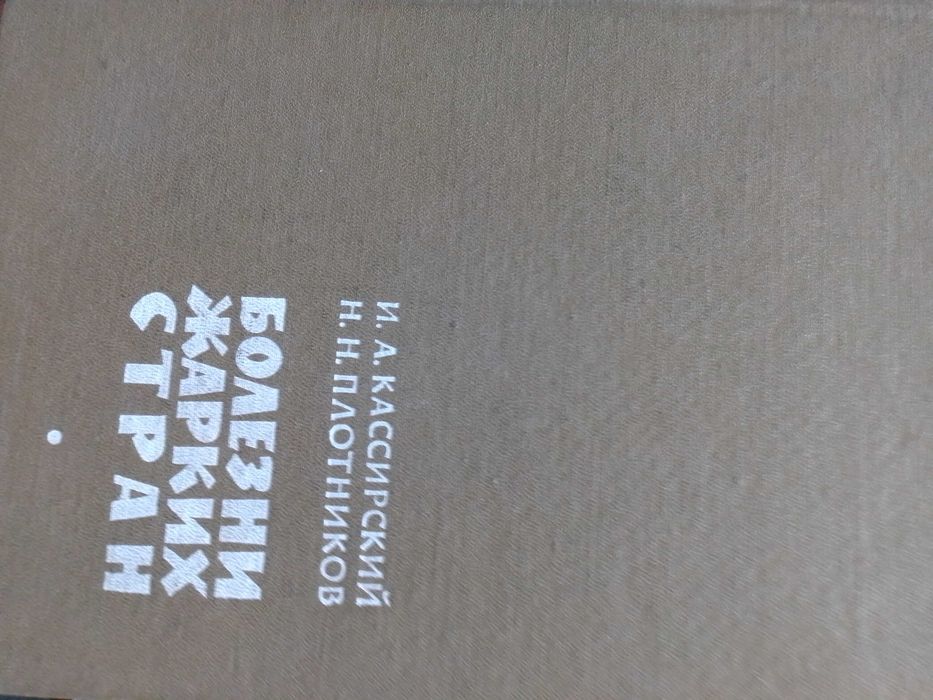 И. А. КАССИРСКИЙ
Н. Н. ПЛОТНИКОВ
БОЛЕЗНИ
ЖАРКИХ
СТРАН